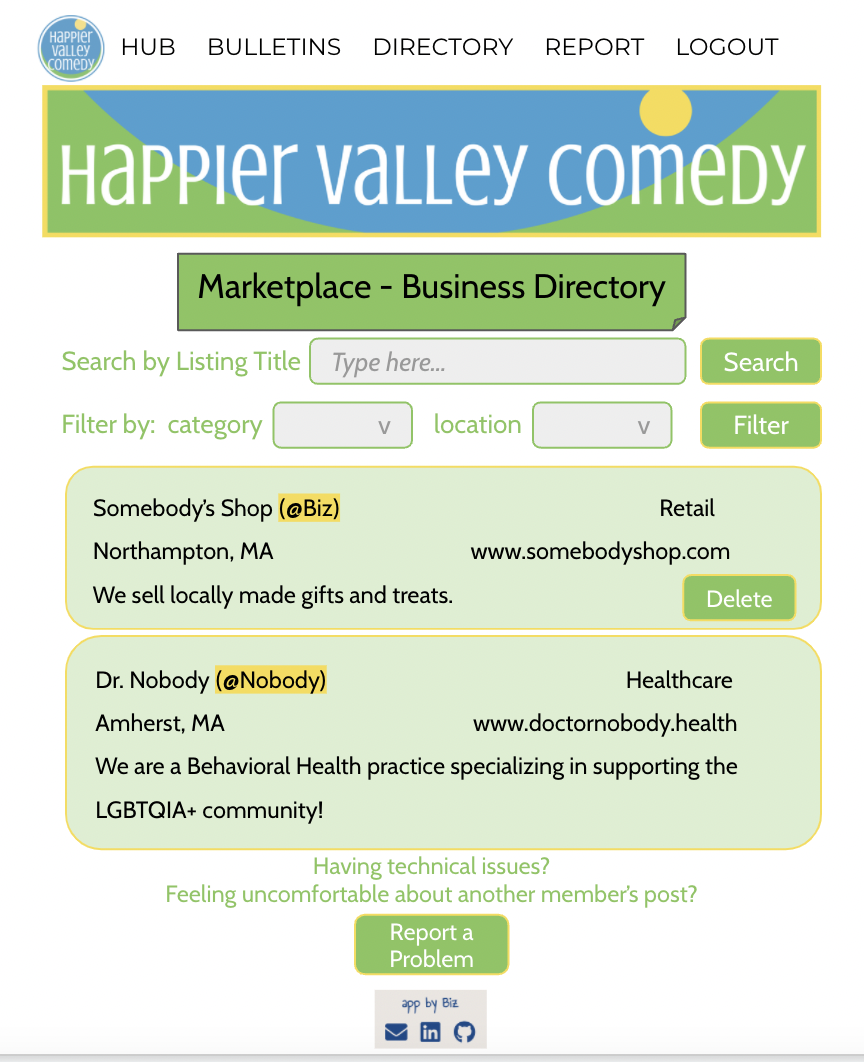 HAPPIER
VALLEY
COMEDY
HUB BULLETINS DIRECTORY REPORT LOGOUT
HaPPIER VaLLey COMEDY
Marketplace - Business Directory
Search by Listing Title Type here... Search
Filter by: category v location v Filter
Somebody's Shop (@Biz) Retail
Northampton, MA www.somebodyshop.com
We sell locally made gifts and treats. Delete
Dr. Nobody (@Nobody) Healthcare
Amherst, MA www.doctornobody.health
We are a Behavioral Health practice specializing in supporting the
LGBTQIA+ community!
Having technical issues?
Feeling uncomfortable about another member's post?
Report a
Problem
app by Biz
in